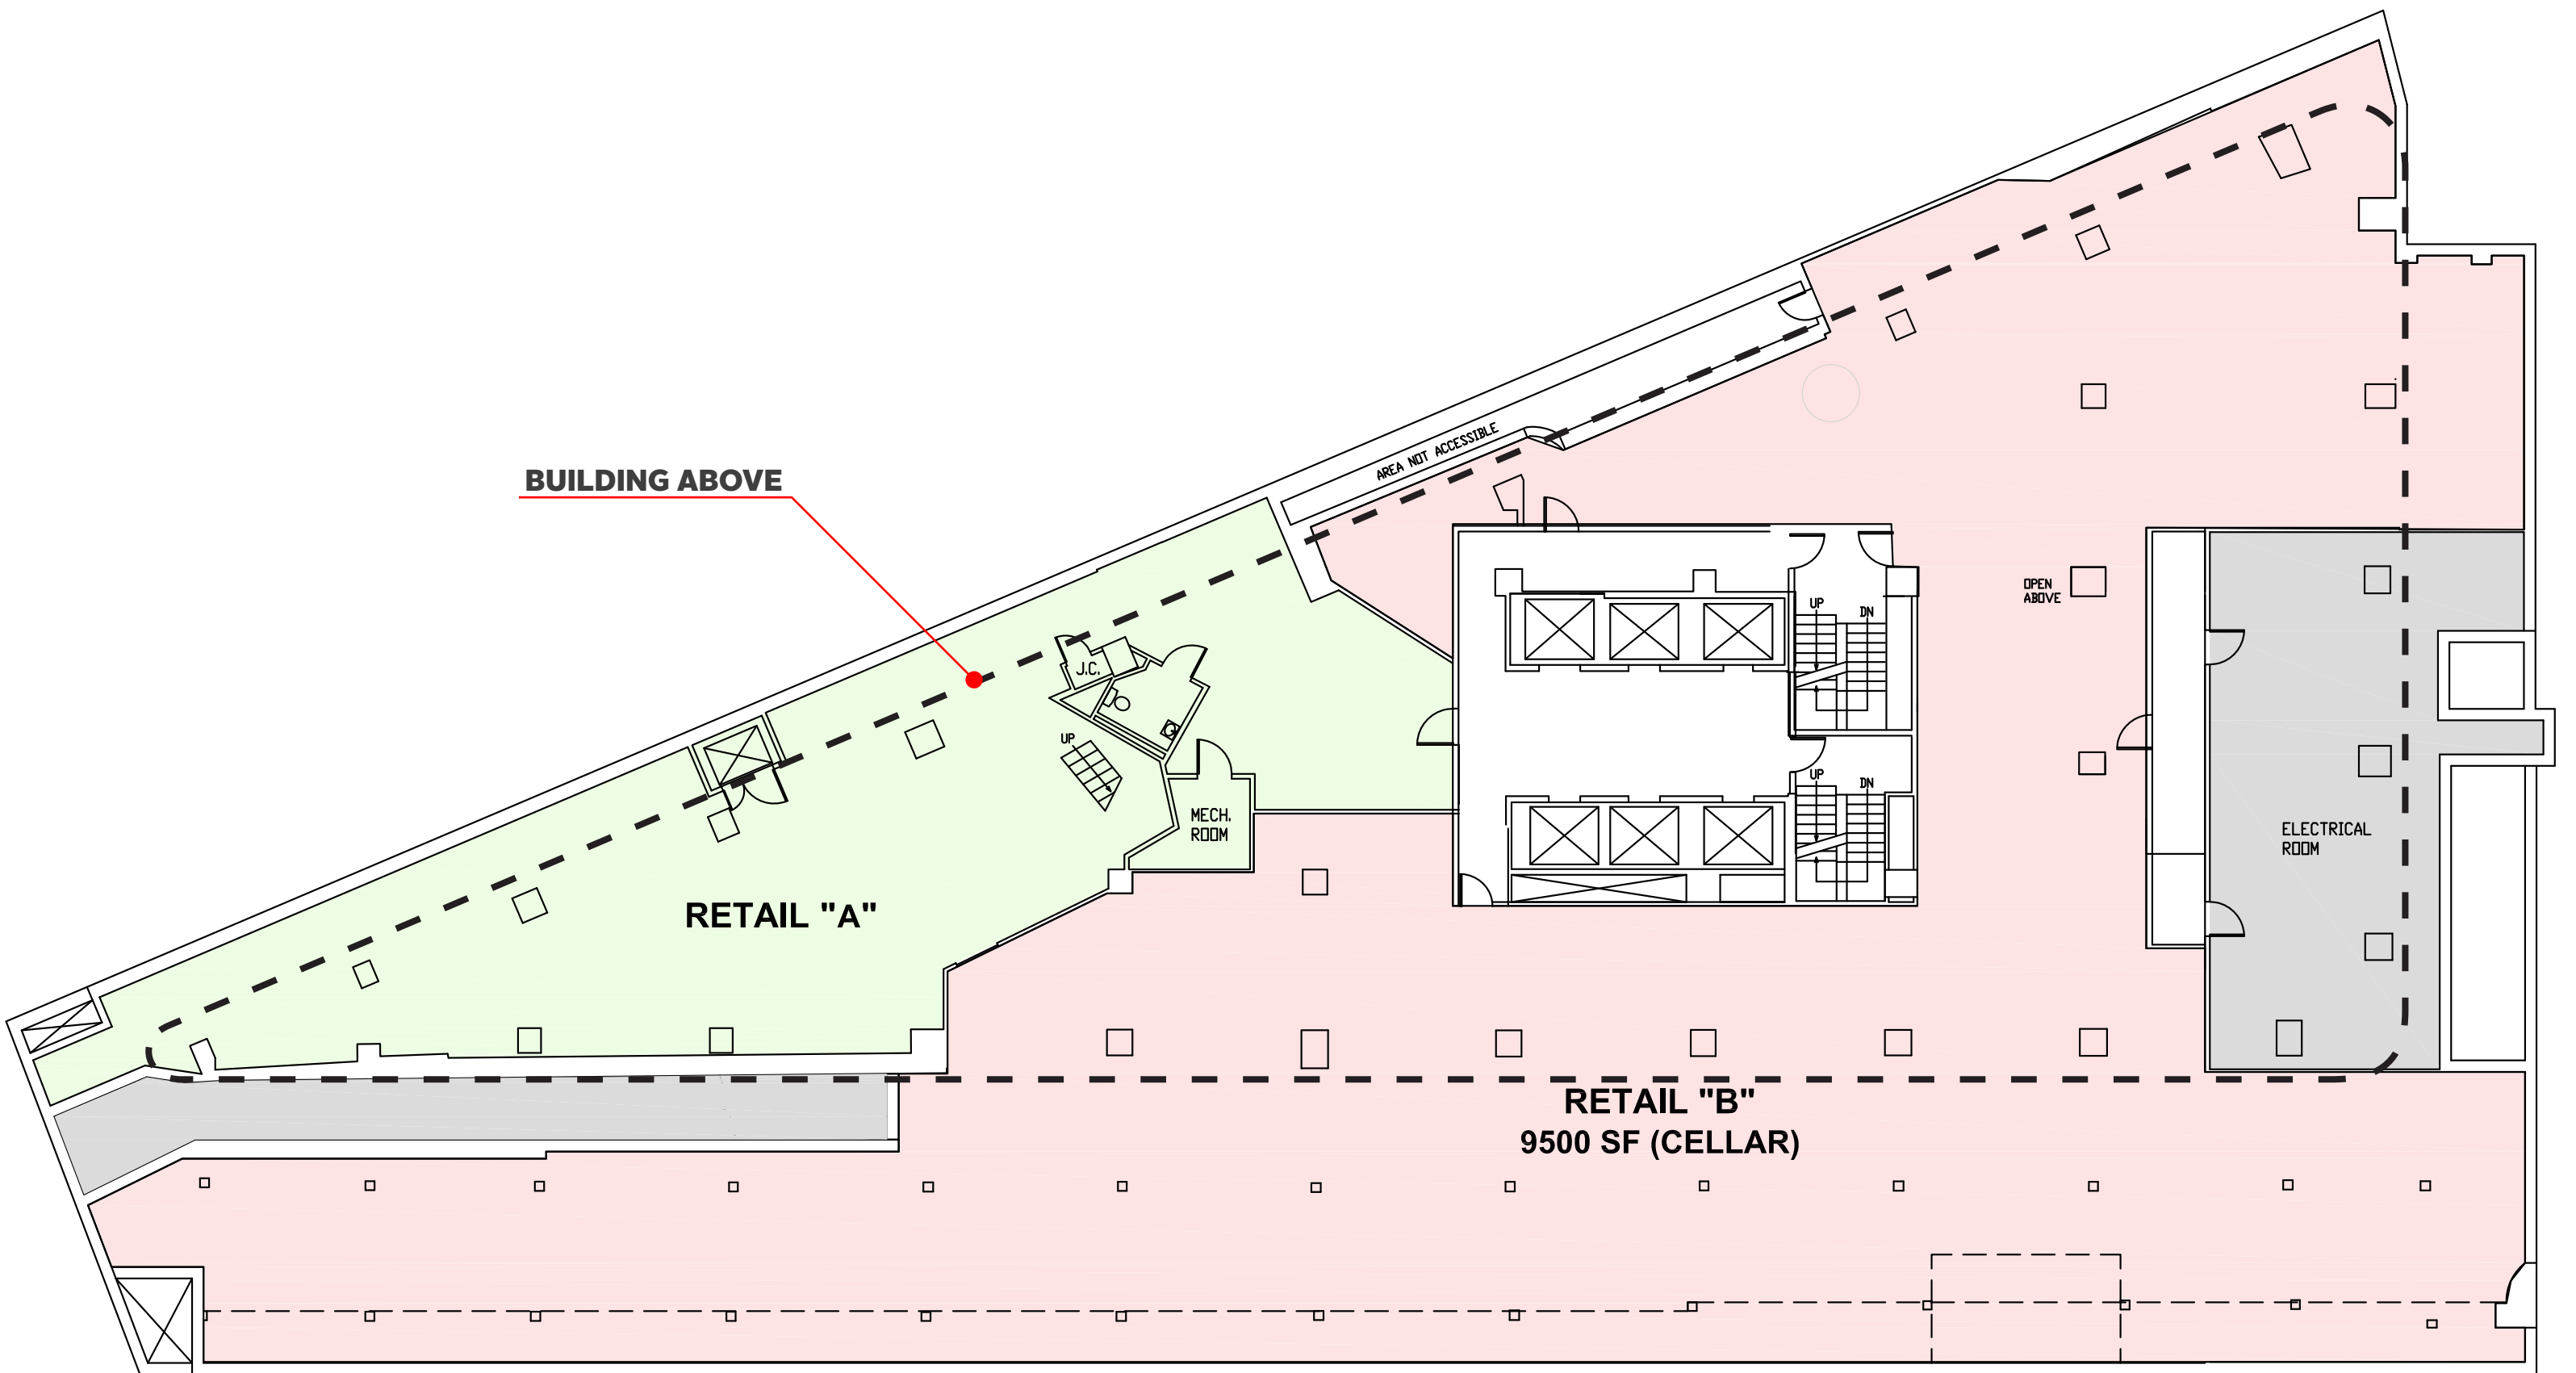 AREA NOT ACCESSIBLE
BUILDING ABOVE
OPEN
ABOVE
UP
DN
J.C.
UP
UP
DN
MECH.
ROOM
ELECTRICAL
ROOM
RETAIL "A"
RETAIL "B"
9500 SF (CELLAR)